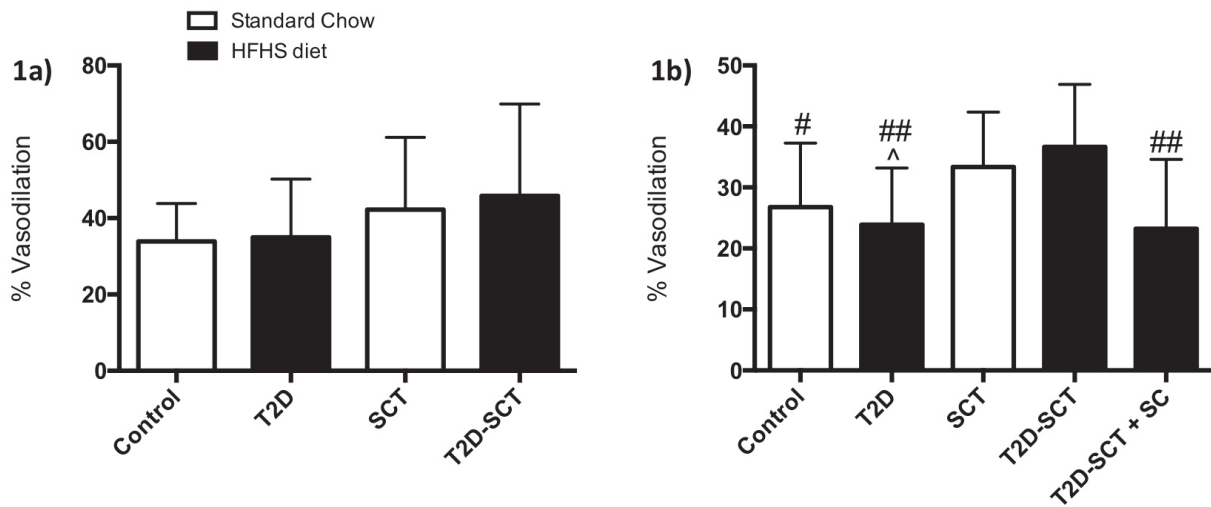 Standard Chow
HFHS diet
1a)
% Vasodilation
80
60
40
20
0
Control
T2D
SCT
T2D-SCT
1b)
% Vasodilation
50
40
30
20
10
0
#
##
^
##
Control
T2D
SCT
T2D-SCT
T2D-SCT + SC